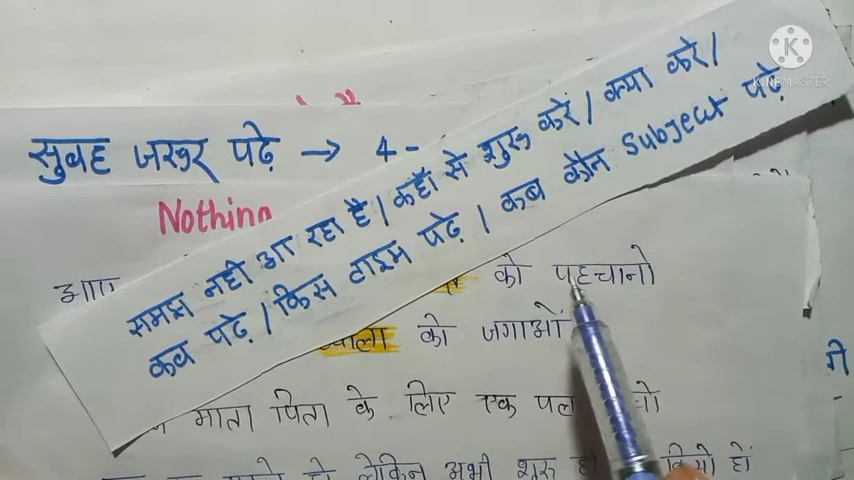 सुबह जरुर पढ़े → 4-
Nothing
समझ नही आ रहा है / कहाँ से शुरु करें / क्या करे /
कब पढे़ / किस टाइम पढ़े / कब कौन subject पढ़े
को पहचानो
को जगाओं
माता पिता के लिए एक पल
लेकिन अभी शुरू
KINEMASTER